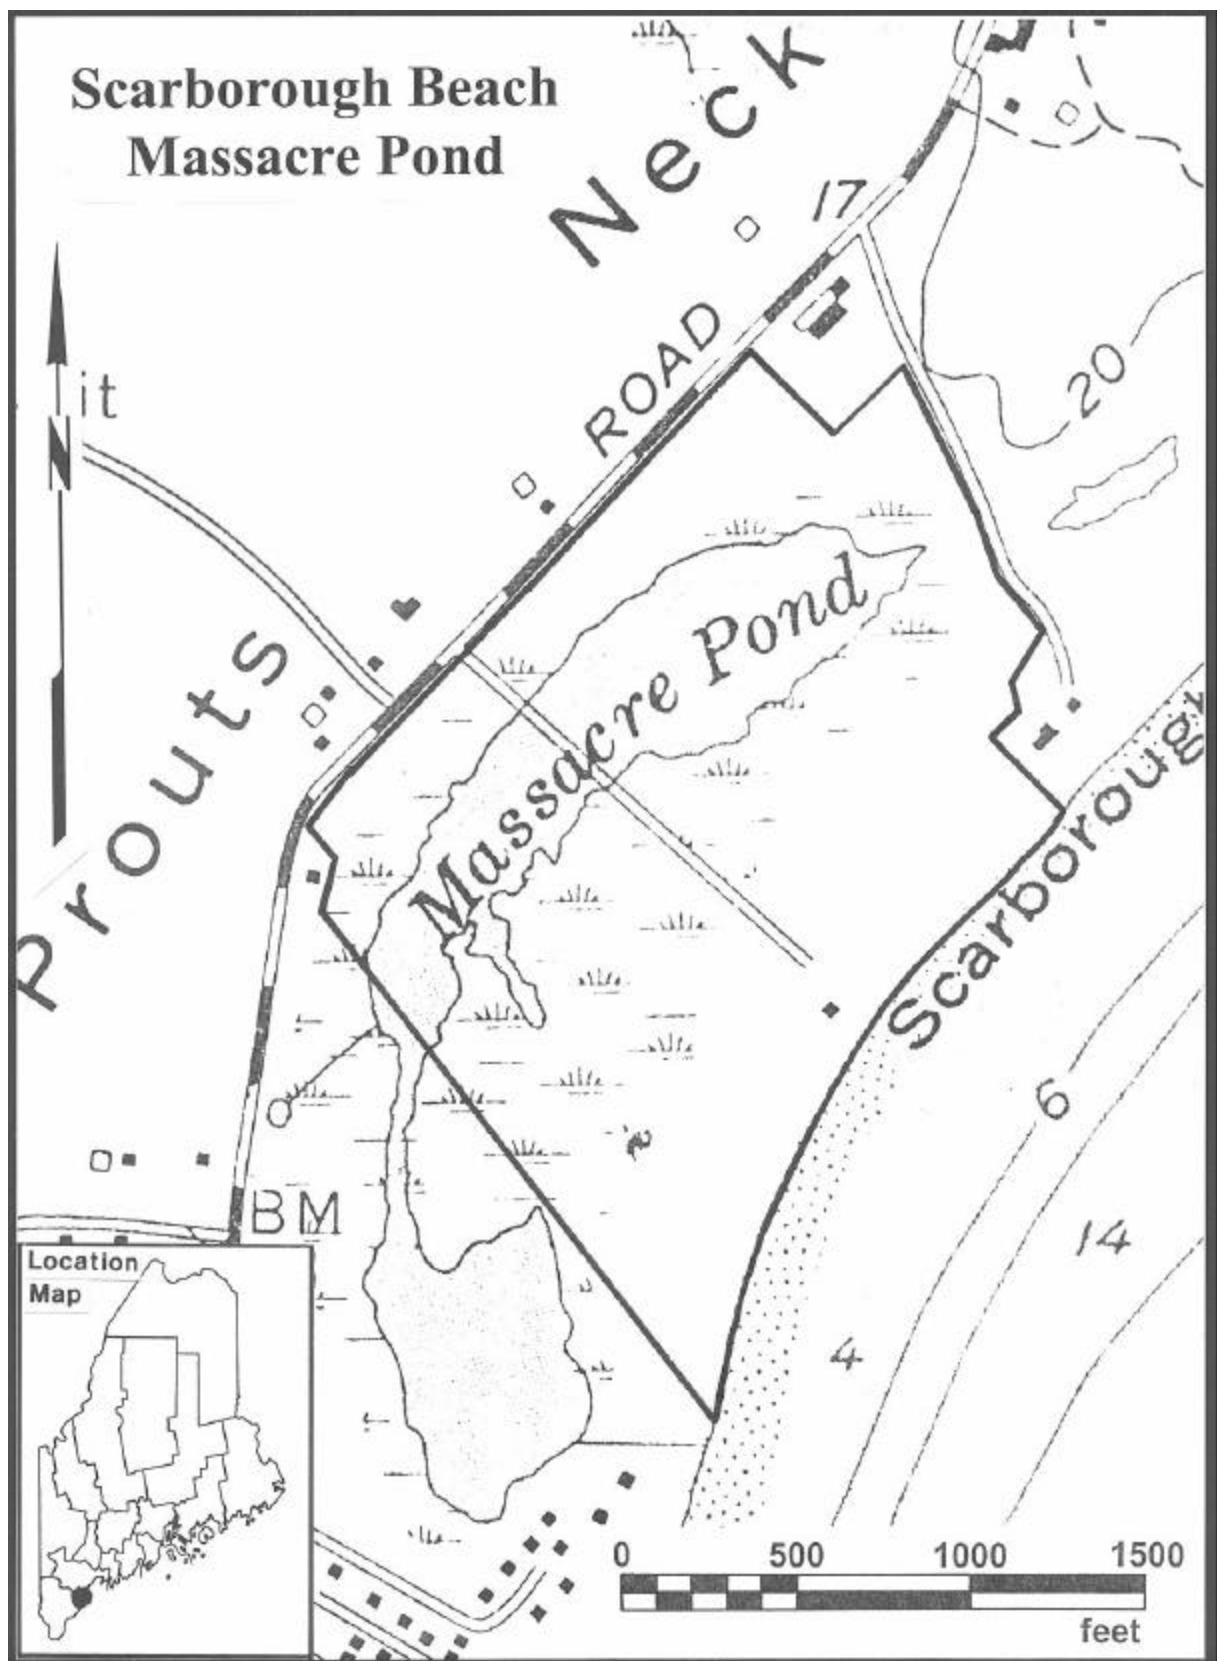 Scarborough Beach
Massacre Pond
Neck
17
ROAD
it
N
20
Massacre Pond
Prouts
Scarborough
6
BM
14
4
Location
Map
0 500 1000 1500
feet